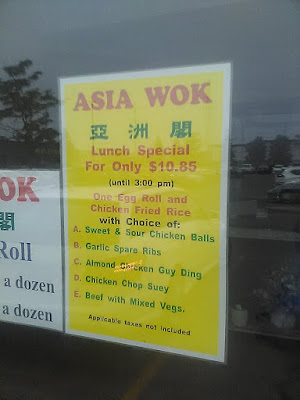 ASIA WOK
亞洲閣
Lunch Special
For Only $10.85
(until 3:00 pm)
One Egg Roll and
Chicken Fried Rice
with Choice of:
A. Sweet & Sour Chicken Balls
B. Garlic Spare Ribs
C. Almond Chicken Guy Ding
D. Chicken Chop Suey
E. Beef with Mixed Vegs.
Applicable taxes not included
OK
閣
Roll
a dozen
a dozen